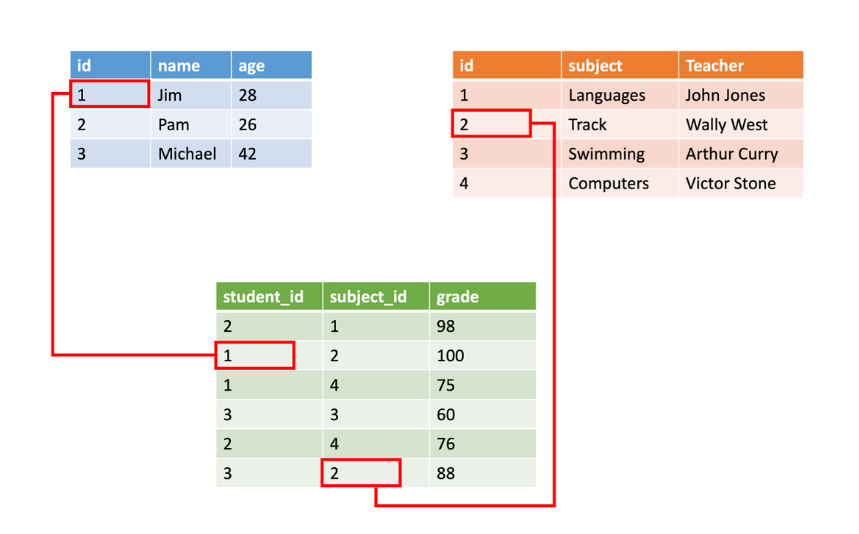 id name age
1 Jim 28
2 Pam 26
3 Michael 42
id subject Teacher
1 Languages John Jones
2 Track Wally West
3 Swimming Arthur Curry
4 Computers Victor Stone
student_id subject_id grade
2 1 98
1 2 100
1 4 75
3 3 60
2 4 76
3 2 88